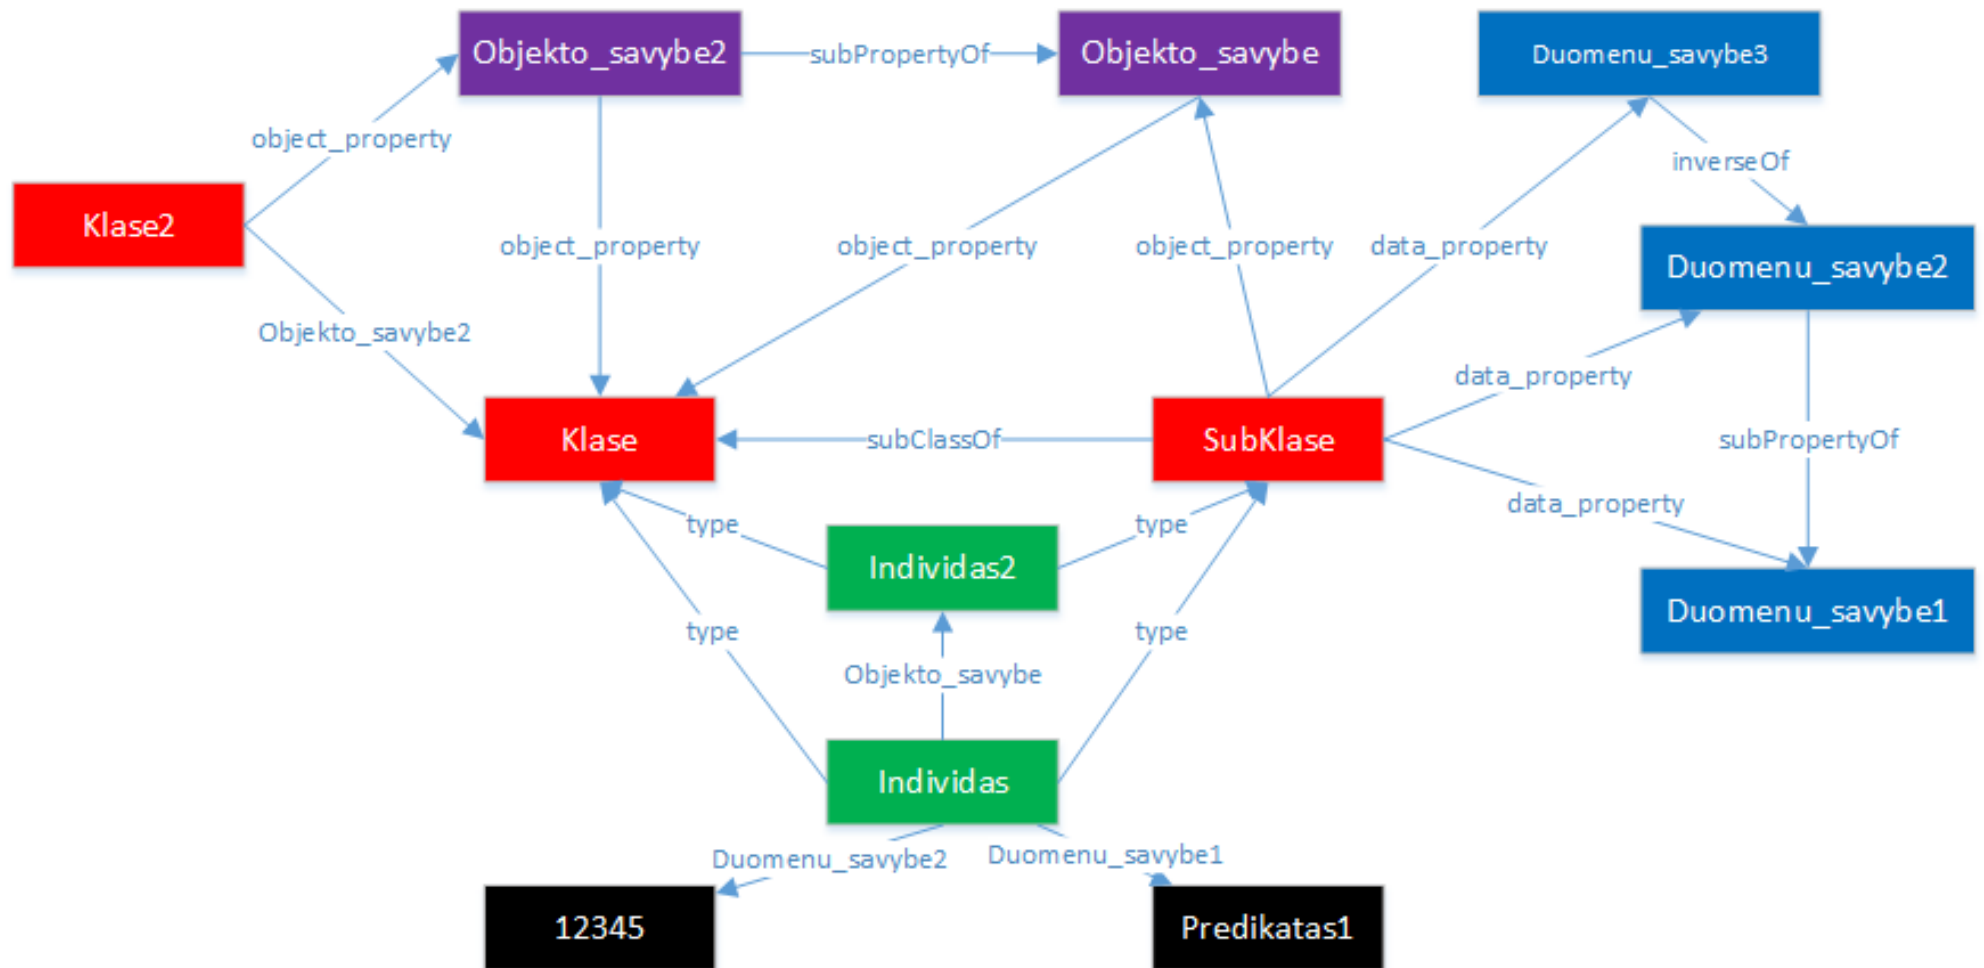 Objekto_savybe2
subPropertyOf
Objekto_savybe
Duomenu_savybe3
object_property
inverseOf
Klase2
object_property
object_property
object_property
data_property
Duomenu_savybe2
Objekto_savybe2
data_property
Klase
subClassOf
SubKlase
subPropertyOf
data_property
type
type
Individas2
Duomenu_savybe1
type
type
Objekto_savybe
Individas
Duomenu_savybe2
Duomenu_savybe1
12345
Predikatas1